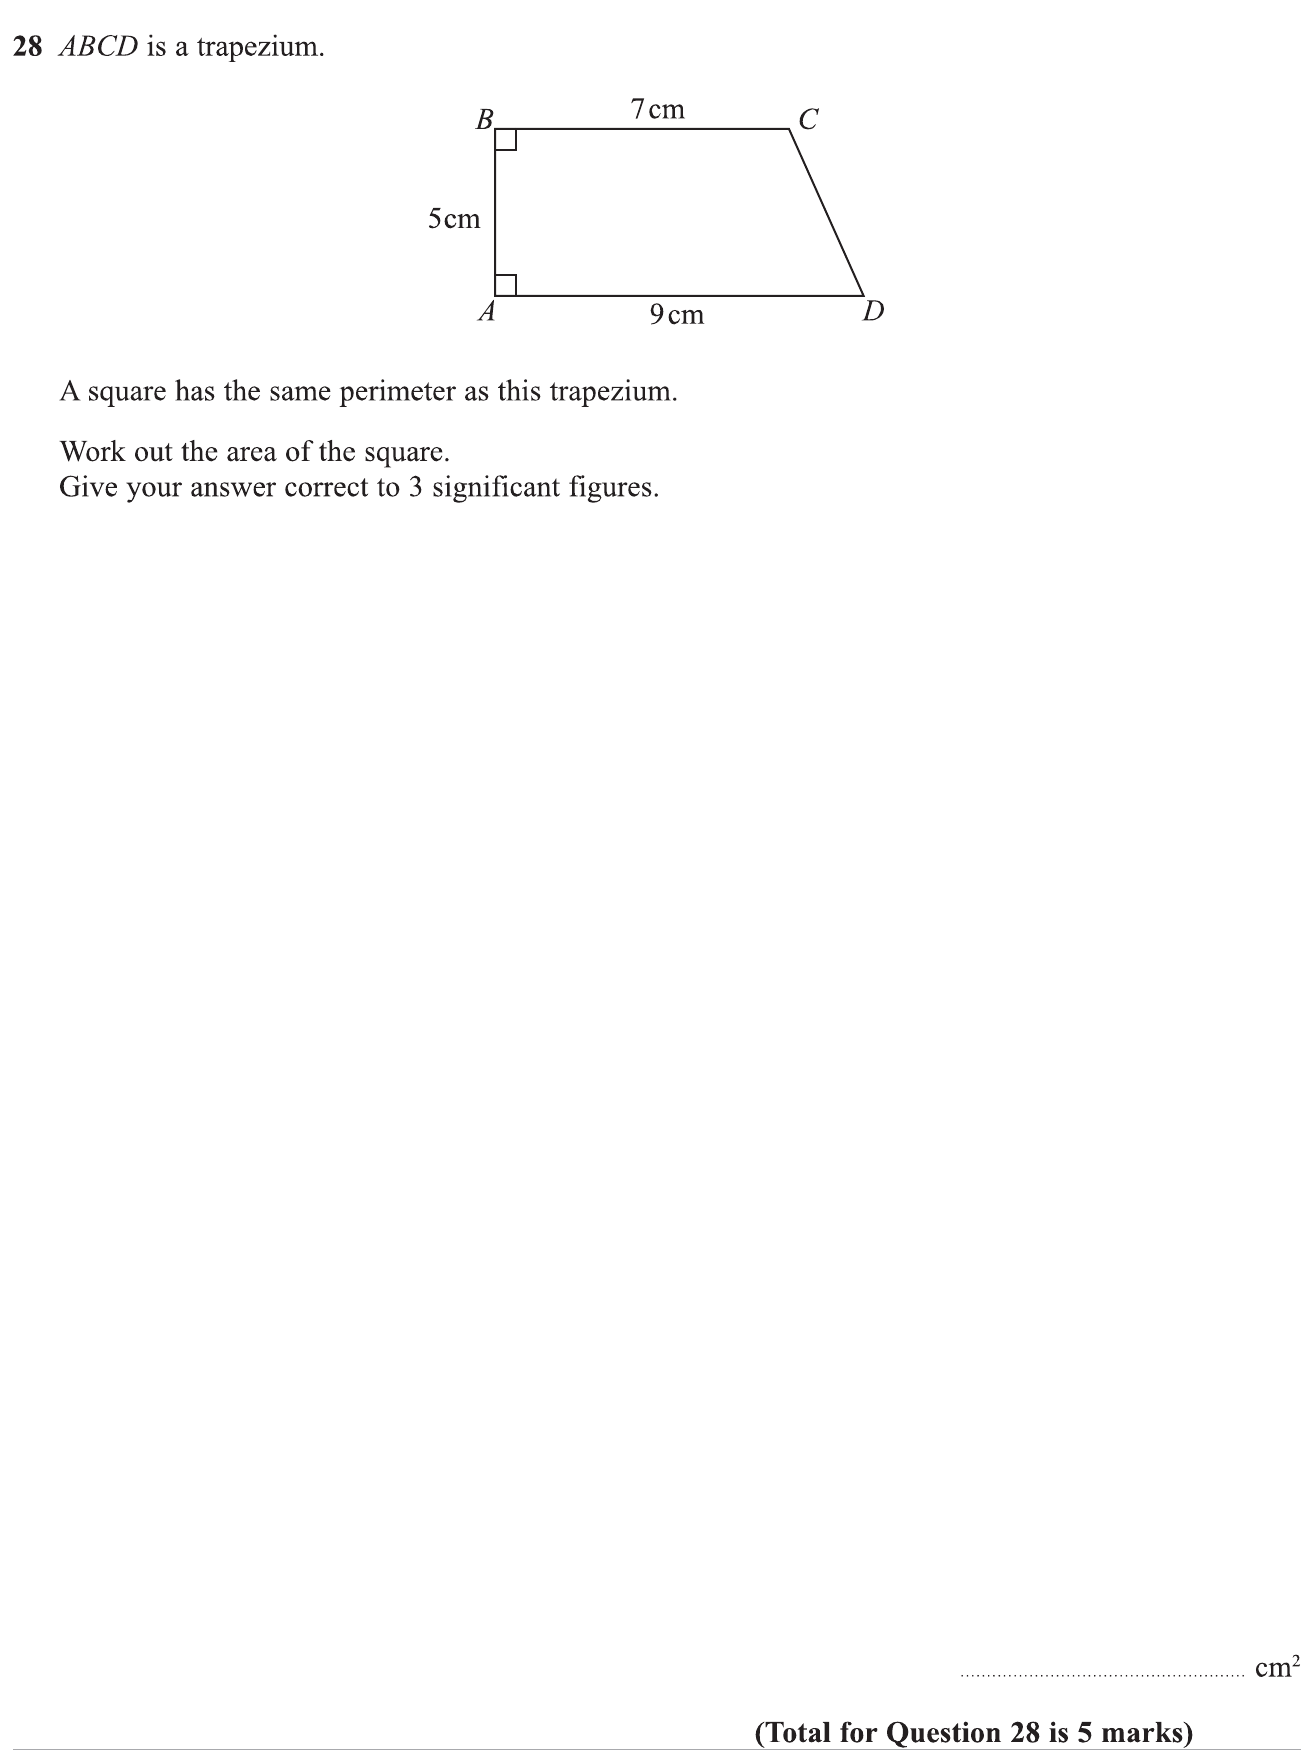 28 ABCD is a trapezium.
B
7 cm
C
5 cm
A
9 cm
D
A square has the same perimeter as this trapezium.
Work out the area of the square.
Give your answer correct to 3 significant figures.
.................................................... cm²
(Total for Question 28 is 5 marks)